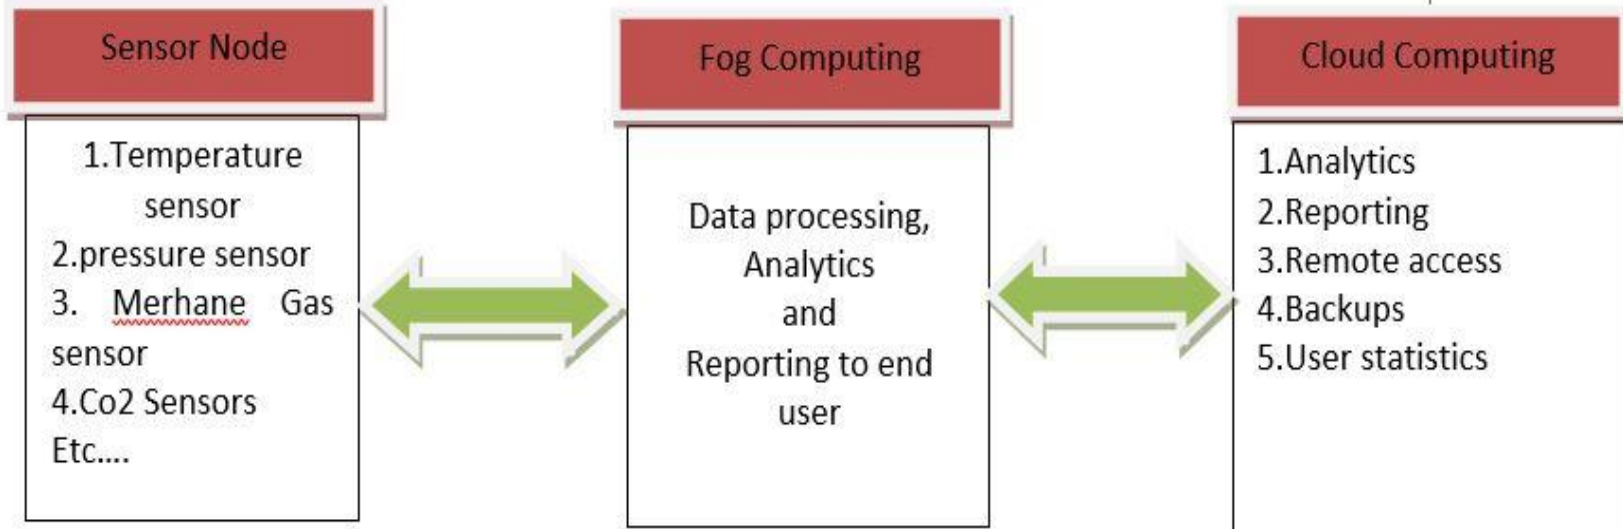 Sensor Node
1.Temperature
sensor
2.pressure sensor
3. Merhane Gas
sensor
4.Co2 Sensors
Etc....
Fog Computing
Data processing,
Analytics
and
Reporting to end
user
Cloud Computing
1.Analytics
2.Reporting
3.Remote access
4.Backups
5.User statistics